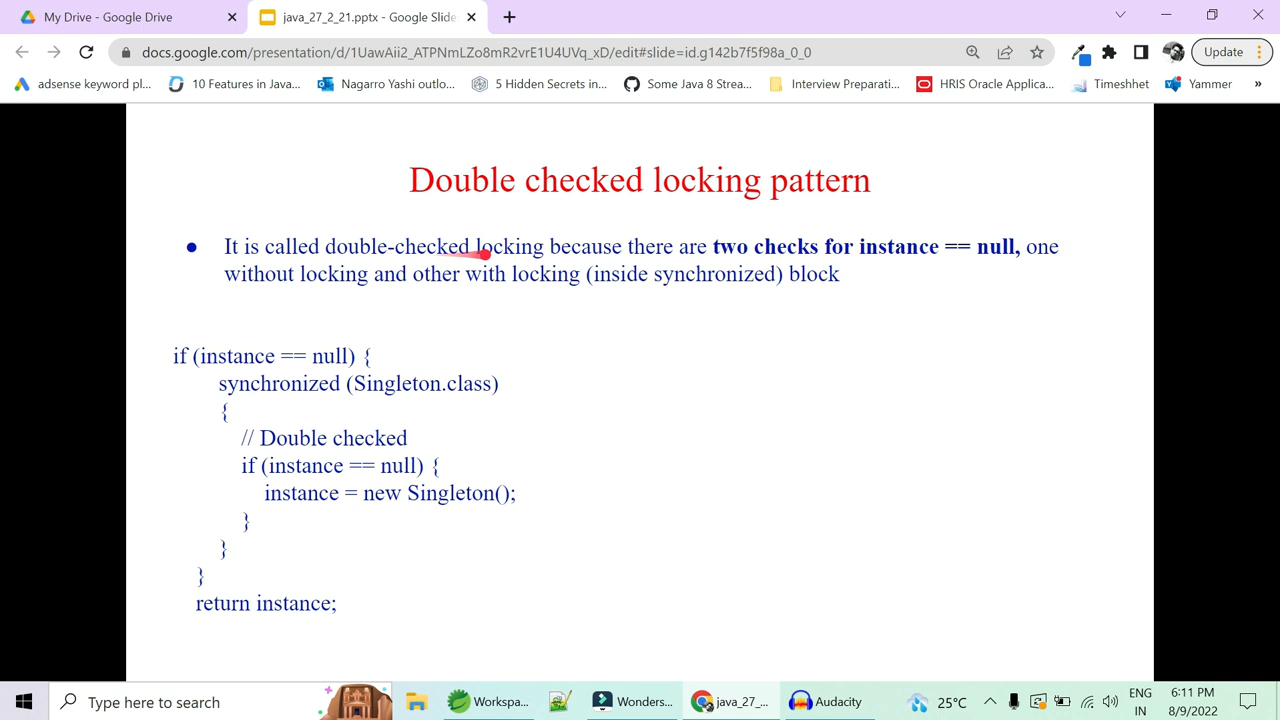 My Drive - Google Drive
java_27_2_21.pptx - Google Slide
docs.google.com/presentation/d/1UawAii2_ATPNmLZo8mR2vrE1U4UVq_xD/edit#slide=id.g142b7f5f98a_0_0
Update
adsense keyword pl...
10 Features in Java...
Nagarro Yashi outlo...
5 Hidden Secrets in...
Some Java 8 Strea...
Interview Preparati...
HRIS Oracle Applica...
Timeshhet
Yammer
»
Double checked locking pattern
● It is called double-checked locking because there are two checks for instance == null, one
without locking and other with locking (inside synchronized) block
if (instance == null) {
synchronized (Singleton.class)
{
// Double checked
if (instance == null) {
instance = new Singleton();
}
}
}
return instance;
Type here to search
Workspa...
Wonders...
java_27_...
Audacity
25°C
ENG
IN
6:11 PM
8/9/2022